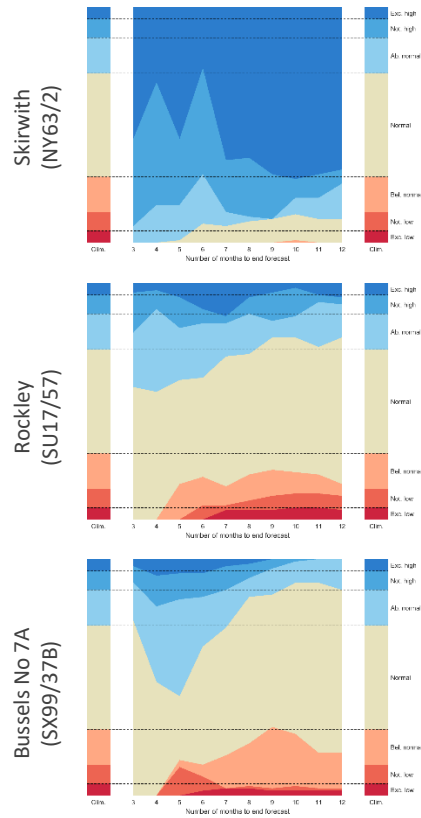 Skirwith
(NY63/2)
Exc. high
Not. high
Ab. normal
Normal
Bel. normal
Not. low
Exc. low
Clim.
3 4 5 6 7 8 9 10 11 12
Clim.
Number of months to end forecast
Rockley
(SU17/57)
Exc. high
Not. high
Ab. normal
Normal
Bel. normal
Not. low
Exc. low
Clim.
3 4 5 6 7 8 9 10 11 12
Clim.
Number of months to end forecast
Bussels No 7A
(SX99/37B)
Exc. high
Not. high
Ab. normal
Normal
Bel. normal
Not. low
Exc. low
Clim.
3 4 5 6 7 8 9 10 11 12
Clim.
Number of months to end forecast